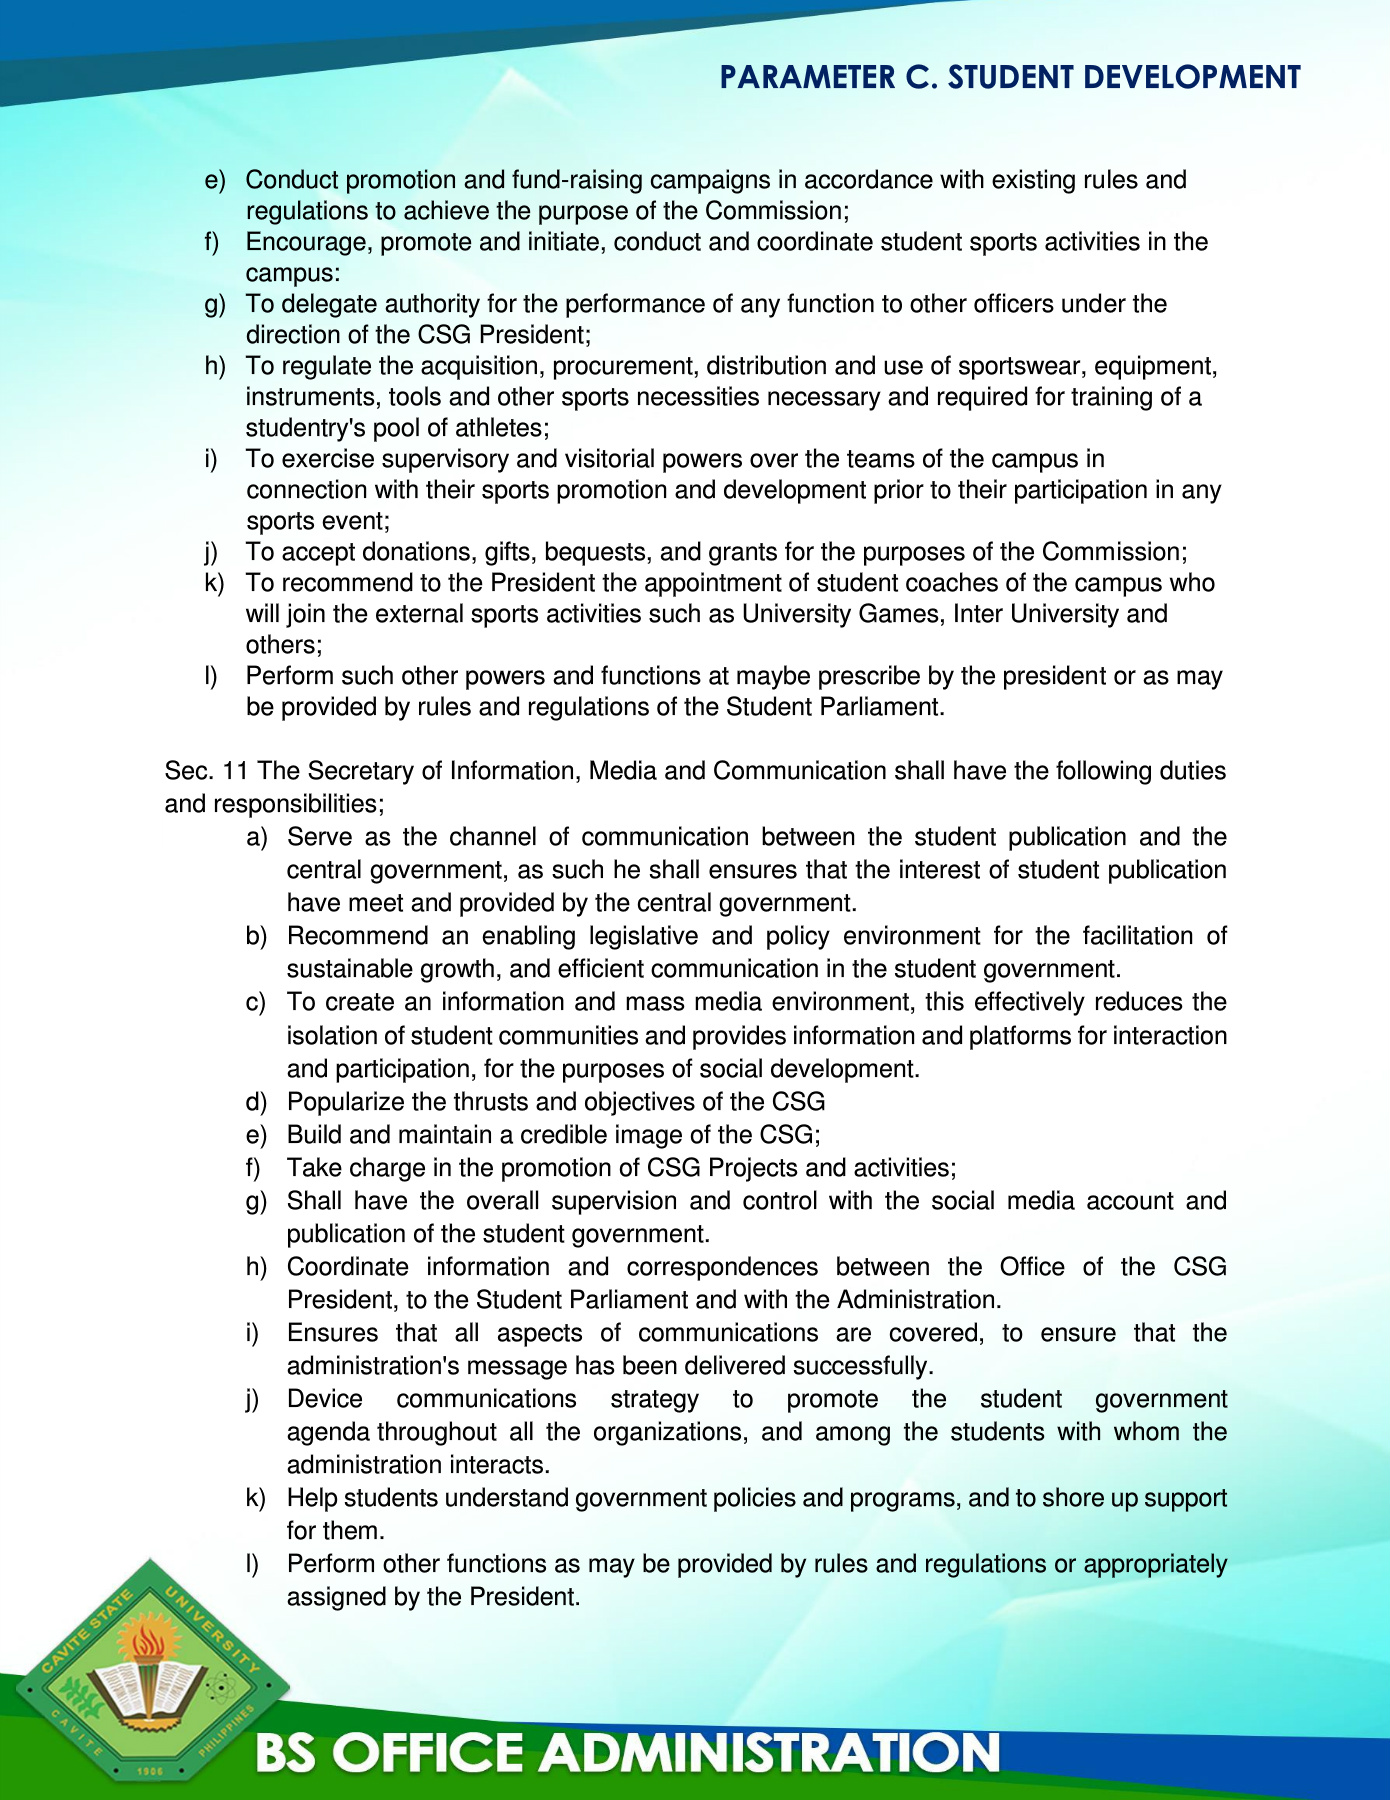 PARAMETER C. STUDENT DEVELOPMENT
e) Conduct promotion and fund-raising campaigns in accordance with existing rules and
regulations to achieve the purpose of the Commission;
f) Encourage, promote and initiate, conduct and coordinate student sports activities in the
campus:
g) To delegate authority for the performance of any function to other officers under the
direction of the CSG President;
h) To regulate the acquisition, procurement, distribution and use of sportswear, equipment,
instruments, tools and other sports necessities necessary and required for training of a
studentry's pool of athletes;
i) To exercise supervisory and visitorial powers over the teams of the campus in
connection with their sports promotion and development prior to their participation in any
sports event;
j) To accept donations, gifts, bequests, and grants for the purposes of the Commission;
k) To recommend to the President the appointment of student coaches of the campus who
will join the external sports activities such as University Games, Inter University and
others;
l) Perform such other powers and functions at maybe prescribe by the president or as may
be provided by rules and regulations of the Student Parliament.
Sec. 11 The Secretary of Information, Media and Communication shall have the following duties
and responsibilities;
a) Serve as the channel of communication between the student publication and the
central government, as such he shall ensures that the interest of student publication
have meet and provided by the central government.
b) Recommend an enabling legislative and policy environment for the facilitation of
sustainable growth, and efficient communication in the student government.
c) To create an information and mass media environment, this effectively reduces the
isolation of student communities and provides information and platforms for interaction
and participation, for the purposes of social development.
d) Popularize the thrusts and objectives of the CSG
e) Build and maintain a credible image of the CSG;
f) Take charge in the promotion of CSG Projects and activities;
g) Shall have the overall supervision and control with the social media account and
publication of the student government.
h) Coordinate information and correspondences between the Office of the CSG
President, to the Student Parliament and with the Administration.
i) Ensures that all aspects of communications are covered, to ensure that the
administration's message has been delivered successfully.
j) Device communications strategy to promote the student government
agenda throughout all the organizations, and among the students with whom the
administration interacts.
k) Help students understand government policies and programs, and to shore up support
for them.
l) Perform other functions as may be provided by rules and regulations or appropriately
assigned by the President.
CAVITE STATE UNIVERSITY
CAVITE PHILIPPINES
1906
BS OFFICE ADMINISTRATION